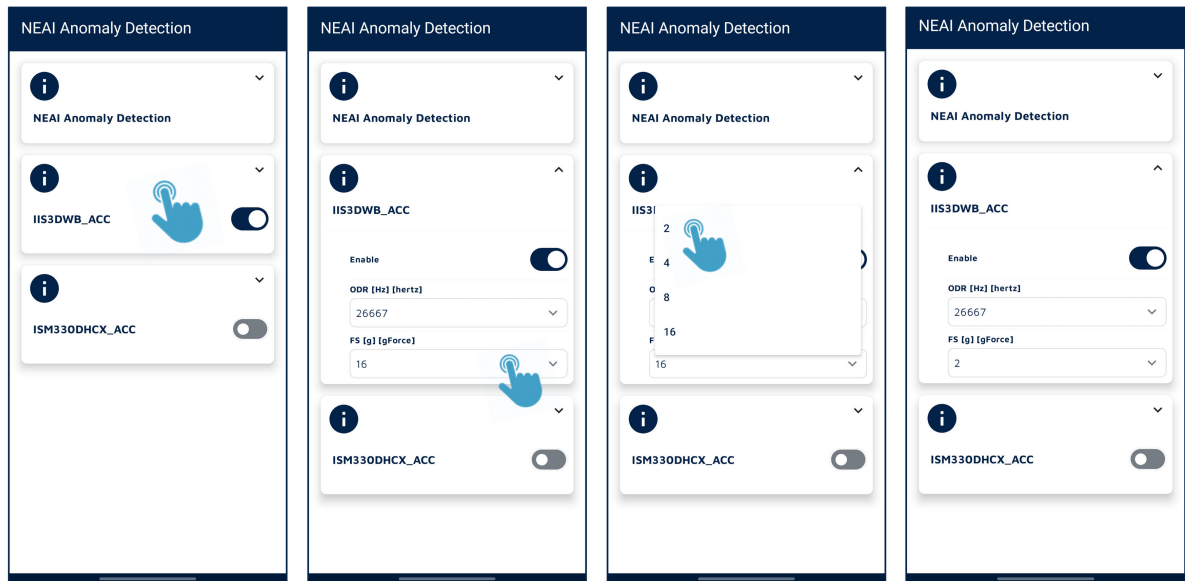 NEAI Anomaly Detection
NEAI Anomaly Detection
IIS3DWB_ACC
ISM330DHCX_ACC
NEAI Anomaly Detection
NEAI Anomaly Detection
IIS3DWB_ACC
Enable
ODR [Hz] [hertz]
26667
FS [g] [gForce]
16
ISM330DHCX_ACC
NEAI Anomaly Detection
NEAI Anomaly Detection
IIS3
2
E
4
O
8
16
F
16
ISM330DHCX_ACC
NEAI Anomaly Detection
NEAI Anomaly Detection
IIS3DWB_ACC
Enable
ODR [Hz] [hertz]
26667
FS [g] [gForce]
2
ISM330DHCX_ACC